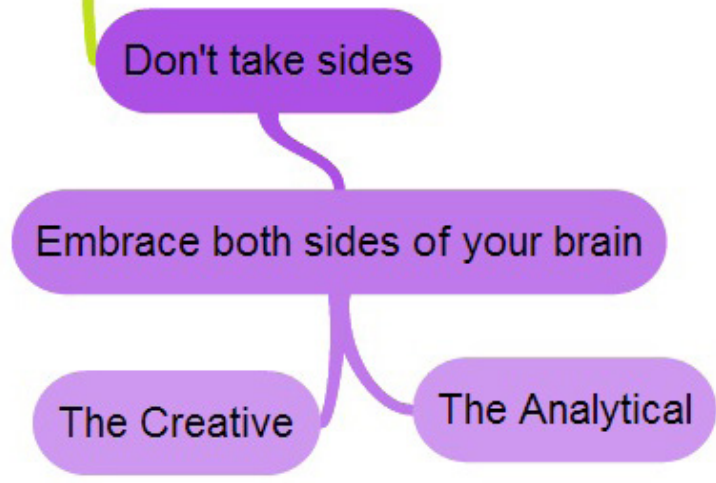 Don't take sides
Embrace both sides of your brain
The Creative
The Analytical